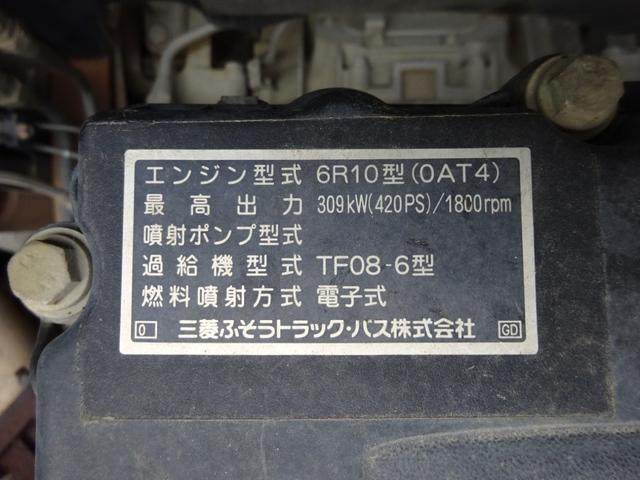 エンジン型式 6R10型(0AT4)
最高出力 309kW(420PS)/1800rpm
噴射ポンプ型式
過給機型式 TF08-6型
燃料噴射方式 電子式
0 三菱ふそうトラック・バス株式会社 GD